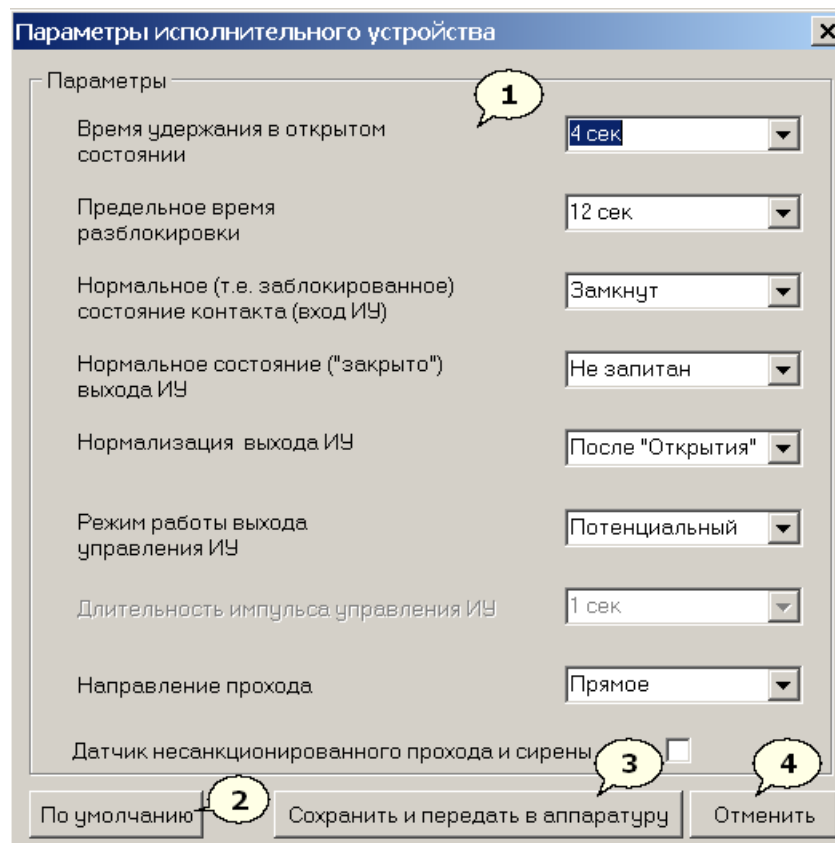 Параметры исполнительного устройства
Параметры
1
Время удержания в открытом
состоянии
4 сек
Предельное время
разблокировки
12 сек
Нормальное (т.е. заблокированное)
состояние контакта (вход ИУ)
Замкнут
Нормальное состояние ("закрыто")
выхода ИУ
Не запитан
Нормализация выхода ИУ
После "Открытия"
Режим работы выхода
управления ИУ
Потенциальный
Длительность импульса управления ИУ
1 сек
Направление прохода
Прямое
Датчик несанкционированного прохода и сирены
3
4
2
По умолчанию
Сохранить и передать в аппаратуру
Отменить